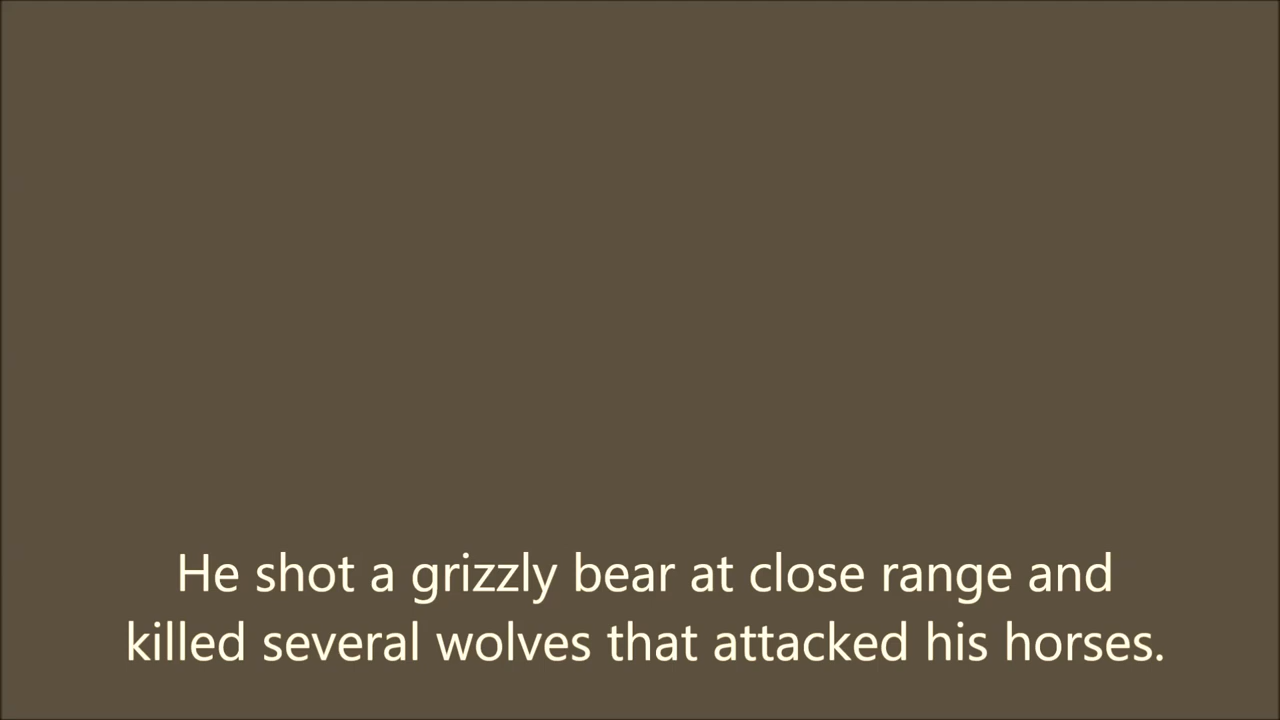 He shot a grizzly bear at close range and
killed several wolves that attacked his horses.